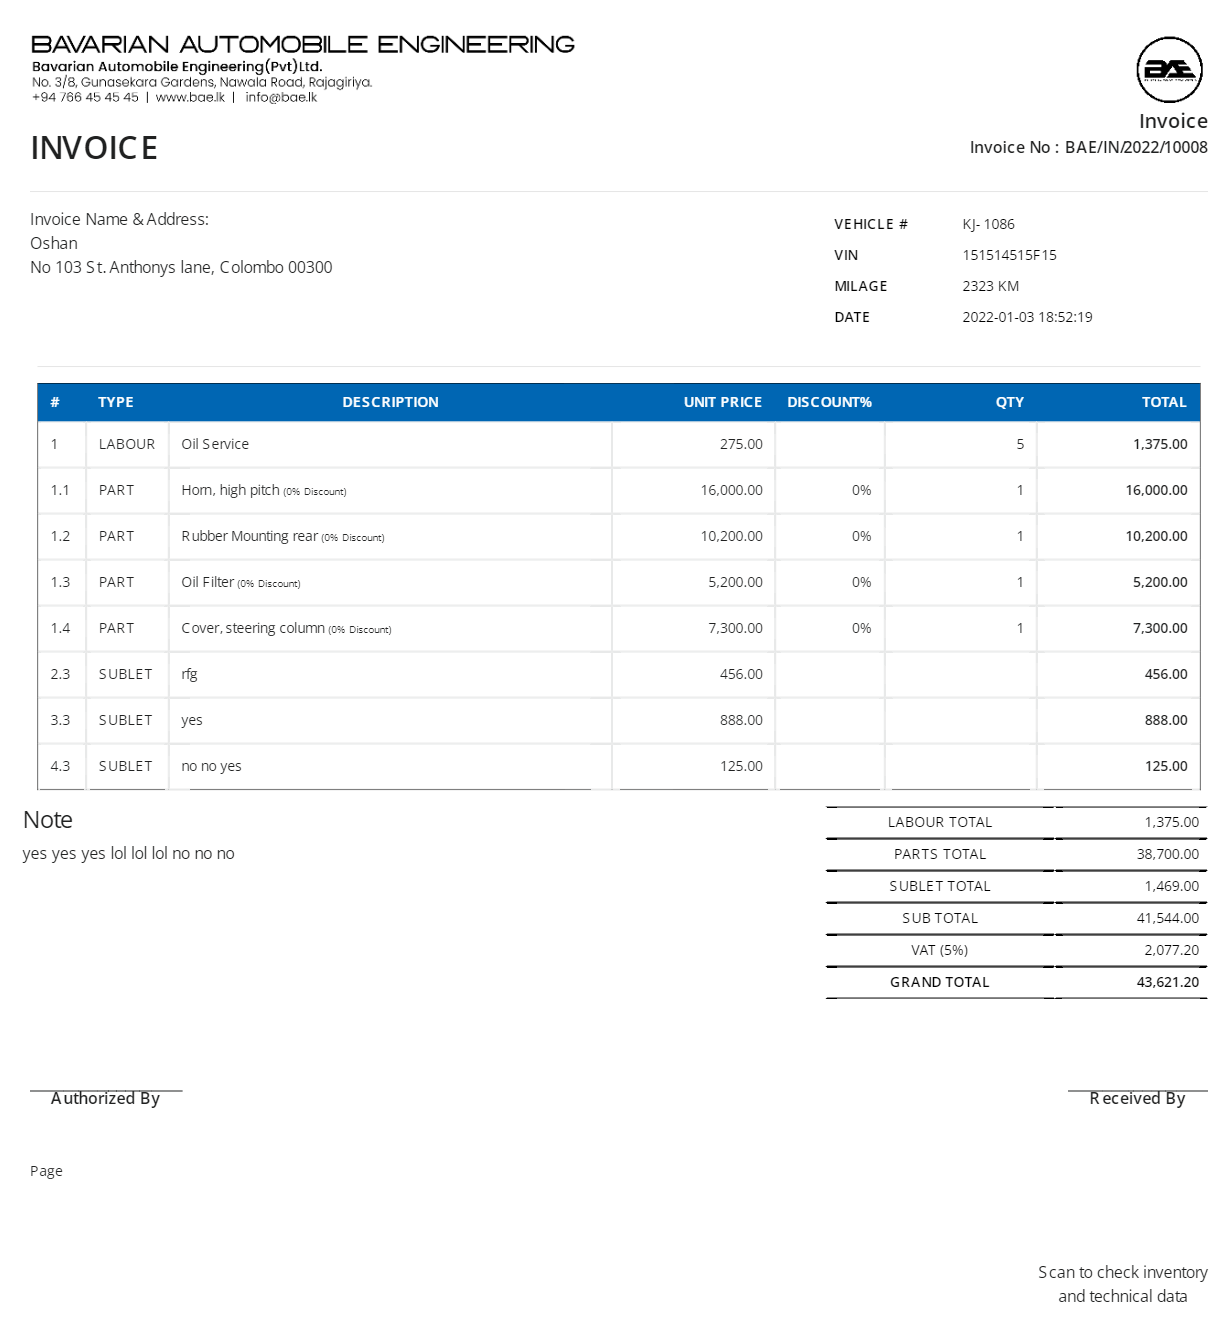 BAVARIAN AUTOMOBILE ENGINEERING
Bavarian Automobile Engineering(Pvt)Ltd.
No. 3/8, Gunasekara Gardens, Nawala Road, Rajagiriya.
+94 766 45 45 45 | www.bae.lk | info@bae.lk
BAE
INVOICE
Invoice
Invoice No : BAE/IN/2022/10008
Invoice Name & Address:
Oshan
No 103 St. Anthonys lane, Colombo 00300
VEHICLE # KJ- 1086
VIN 151514515F15
MILAGE 2323 KM
DATE 2022-01-03 18:52:19
# TYPE DESCRIPTION UNIT PRICE DISCOUNT% QTY TOTAL
1 LABOUR Oil Service 275.00 5 1,375.00
1.1 PART Horn, high pitch (0% Discount) 16,000.00 0% 1 16,000.00
1.2 PART Rubber Mounting rear (0% Discount) 10,200.00 0% 1 10,200.00
1.3 PART Oil Filter (0% Discount) 5,200.00 0% 1 5,200.00
1.4 PART Cover, steering column (0% Discount) 7,300.00 0% 1 7,300.00
2.3 SUBLET rfg 456.00 456.00
3.3 SUBLET yes 888.00 888.00
4.3 SUBLET no no yes 125.00 125.00
Note
yes yes yes lol lol lol no no no
LABOUR TOTAL 1,375.00
PARTS TOTAL 38,700.00
SUBLET TOTAL 1,469.00
SUB TOTAL 41,544.00
VAT (5%) 2,077.20
GRAND TOTAL 43,621.20
Authorized By
Received By
Page
Scan to check inventory
and technical data